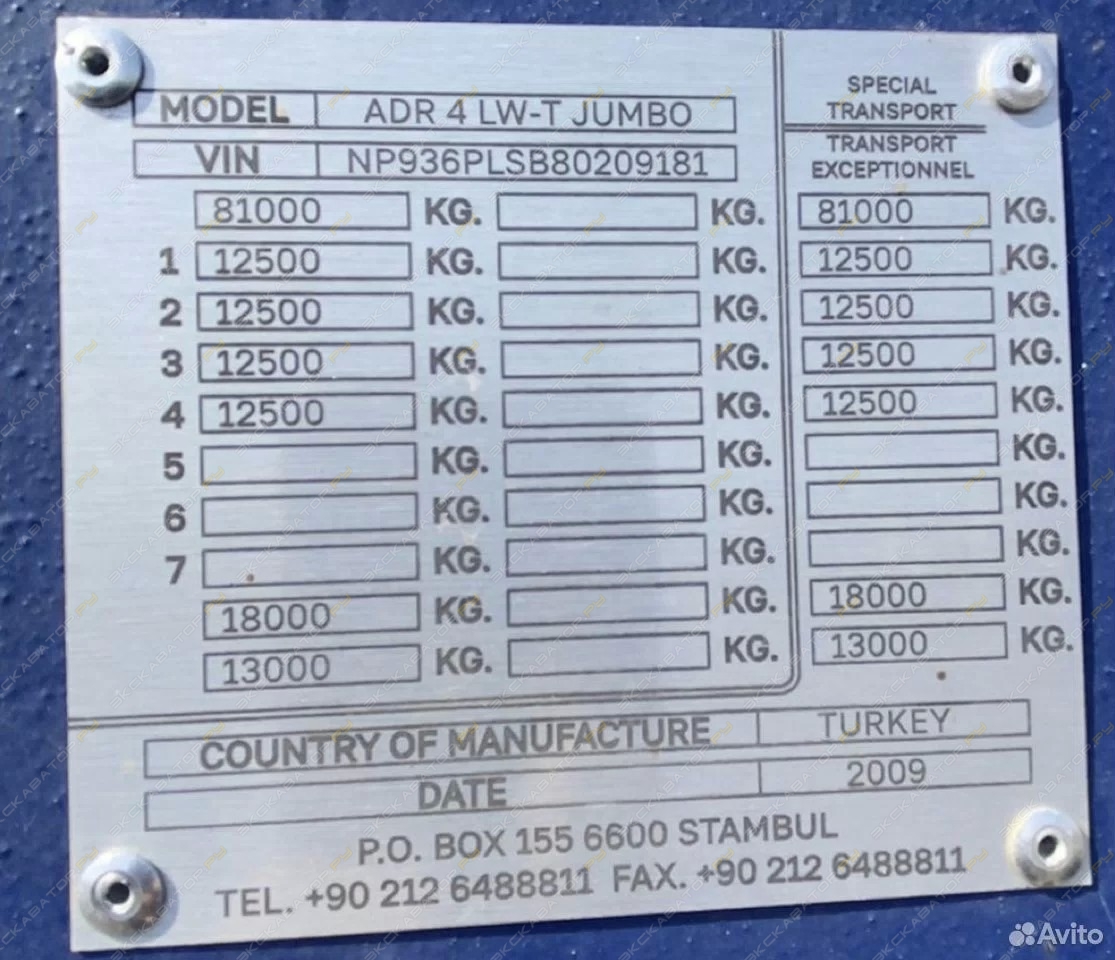 MODEL ADR 4 LW-T JUMBO
VIN NP936PLSB80209181
SPECIAL
TRANSPORT
TRANSPORT
EXCEPTIONNEL
81000 KG. KG. 81000 KG.
1 12500 KG. KG. 12500 KG.
2 12500 KG. KG. 12500 KG.
3 12500 KG. KG. 12500 KG.
4 12500 KG. KG. 12500 KG.
5 KG. KG. KG.
6 KG. KG. KG.
7 KG. KG. KG.
18000 KG. KG. 18000 KG.
13000 KG. KG. 13000 KG.
COUNTRY OF MANUFACTURE TURKEY
DATE 2009
P.O. BOX 155 6600 STAMBUL
TEL. +90 212 6488811 FAX. +90 212 6488811
Avito
ЭКСКАВАТОР.РУ